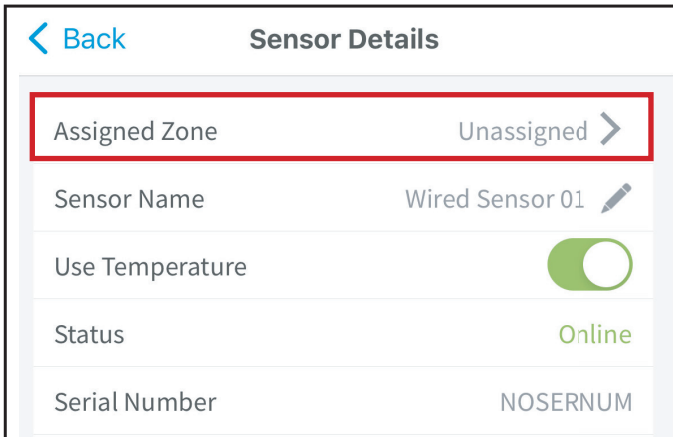 Back Sensor Details
Assigned Zone Unassigned
Sensor Name Wired Sensor 01
Use Temperature
Status Online
Serial Number NOSERNUM